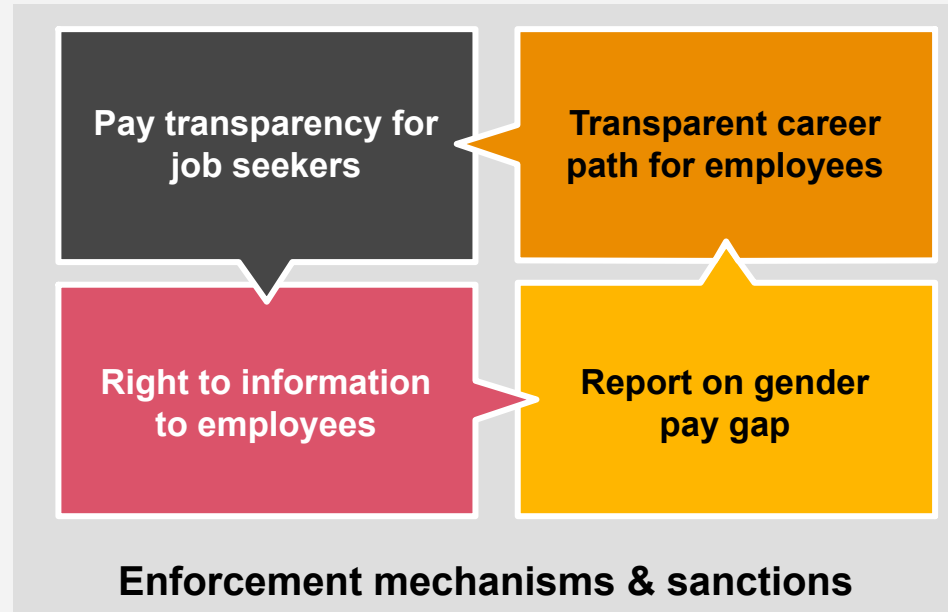 Pay transparency for
job seekers
Transparent career
path for employees
Right to information
to employees
Report on gender
pay gap
Enforcement mechanisms & sanctions